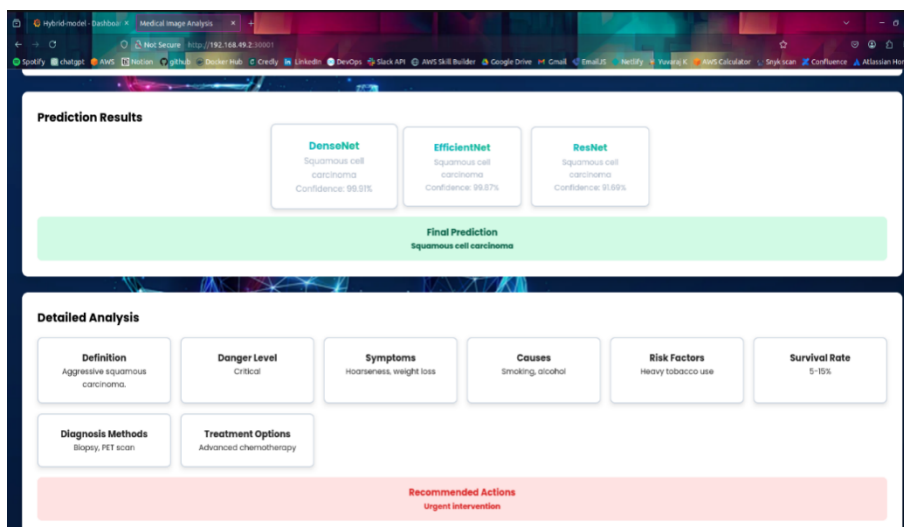 Hybrid-model - Dashboar
Medical Image Analysis
Not Secure http://192.168.49.2:30001
Spotify chatgpt AWS Notion github Docker Hub Credly Linkedin DevOps Slack API AWS Skill Builder Google Drive Gmail EmailJS Netlify Yuvaraj K AWS Calculator Snyk scan Confluence Atlassian Hom
Prediction Results
DenseNet
Squamous cell
carcinoma
Confidence: 99.91%
EfficientNet
Squamous cell
carcinoma
Confidence: 99.87%
ResNet
Squamous cell
carcinoma
Confidence: 91.69%
Final Prediction
Squamous cell carcinoma
Detailed Analysis
Definition
Aggressive squamous
carcinoma.
Danger Level
Critical
Symptoms
Hoarseness, weight loss
Causes
Smoking, alcohol
Risk Factors
Heavy tobacco use
Survival Rate
5-15%
Diagnosis Methods
Biopsy, PET scan
Treatment Options
Advanced chemotherapy
Recommended Actions
Urgent intervention